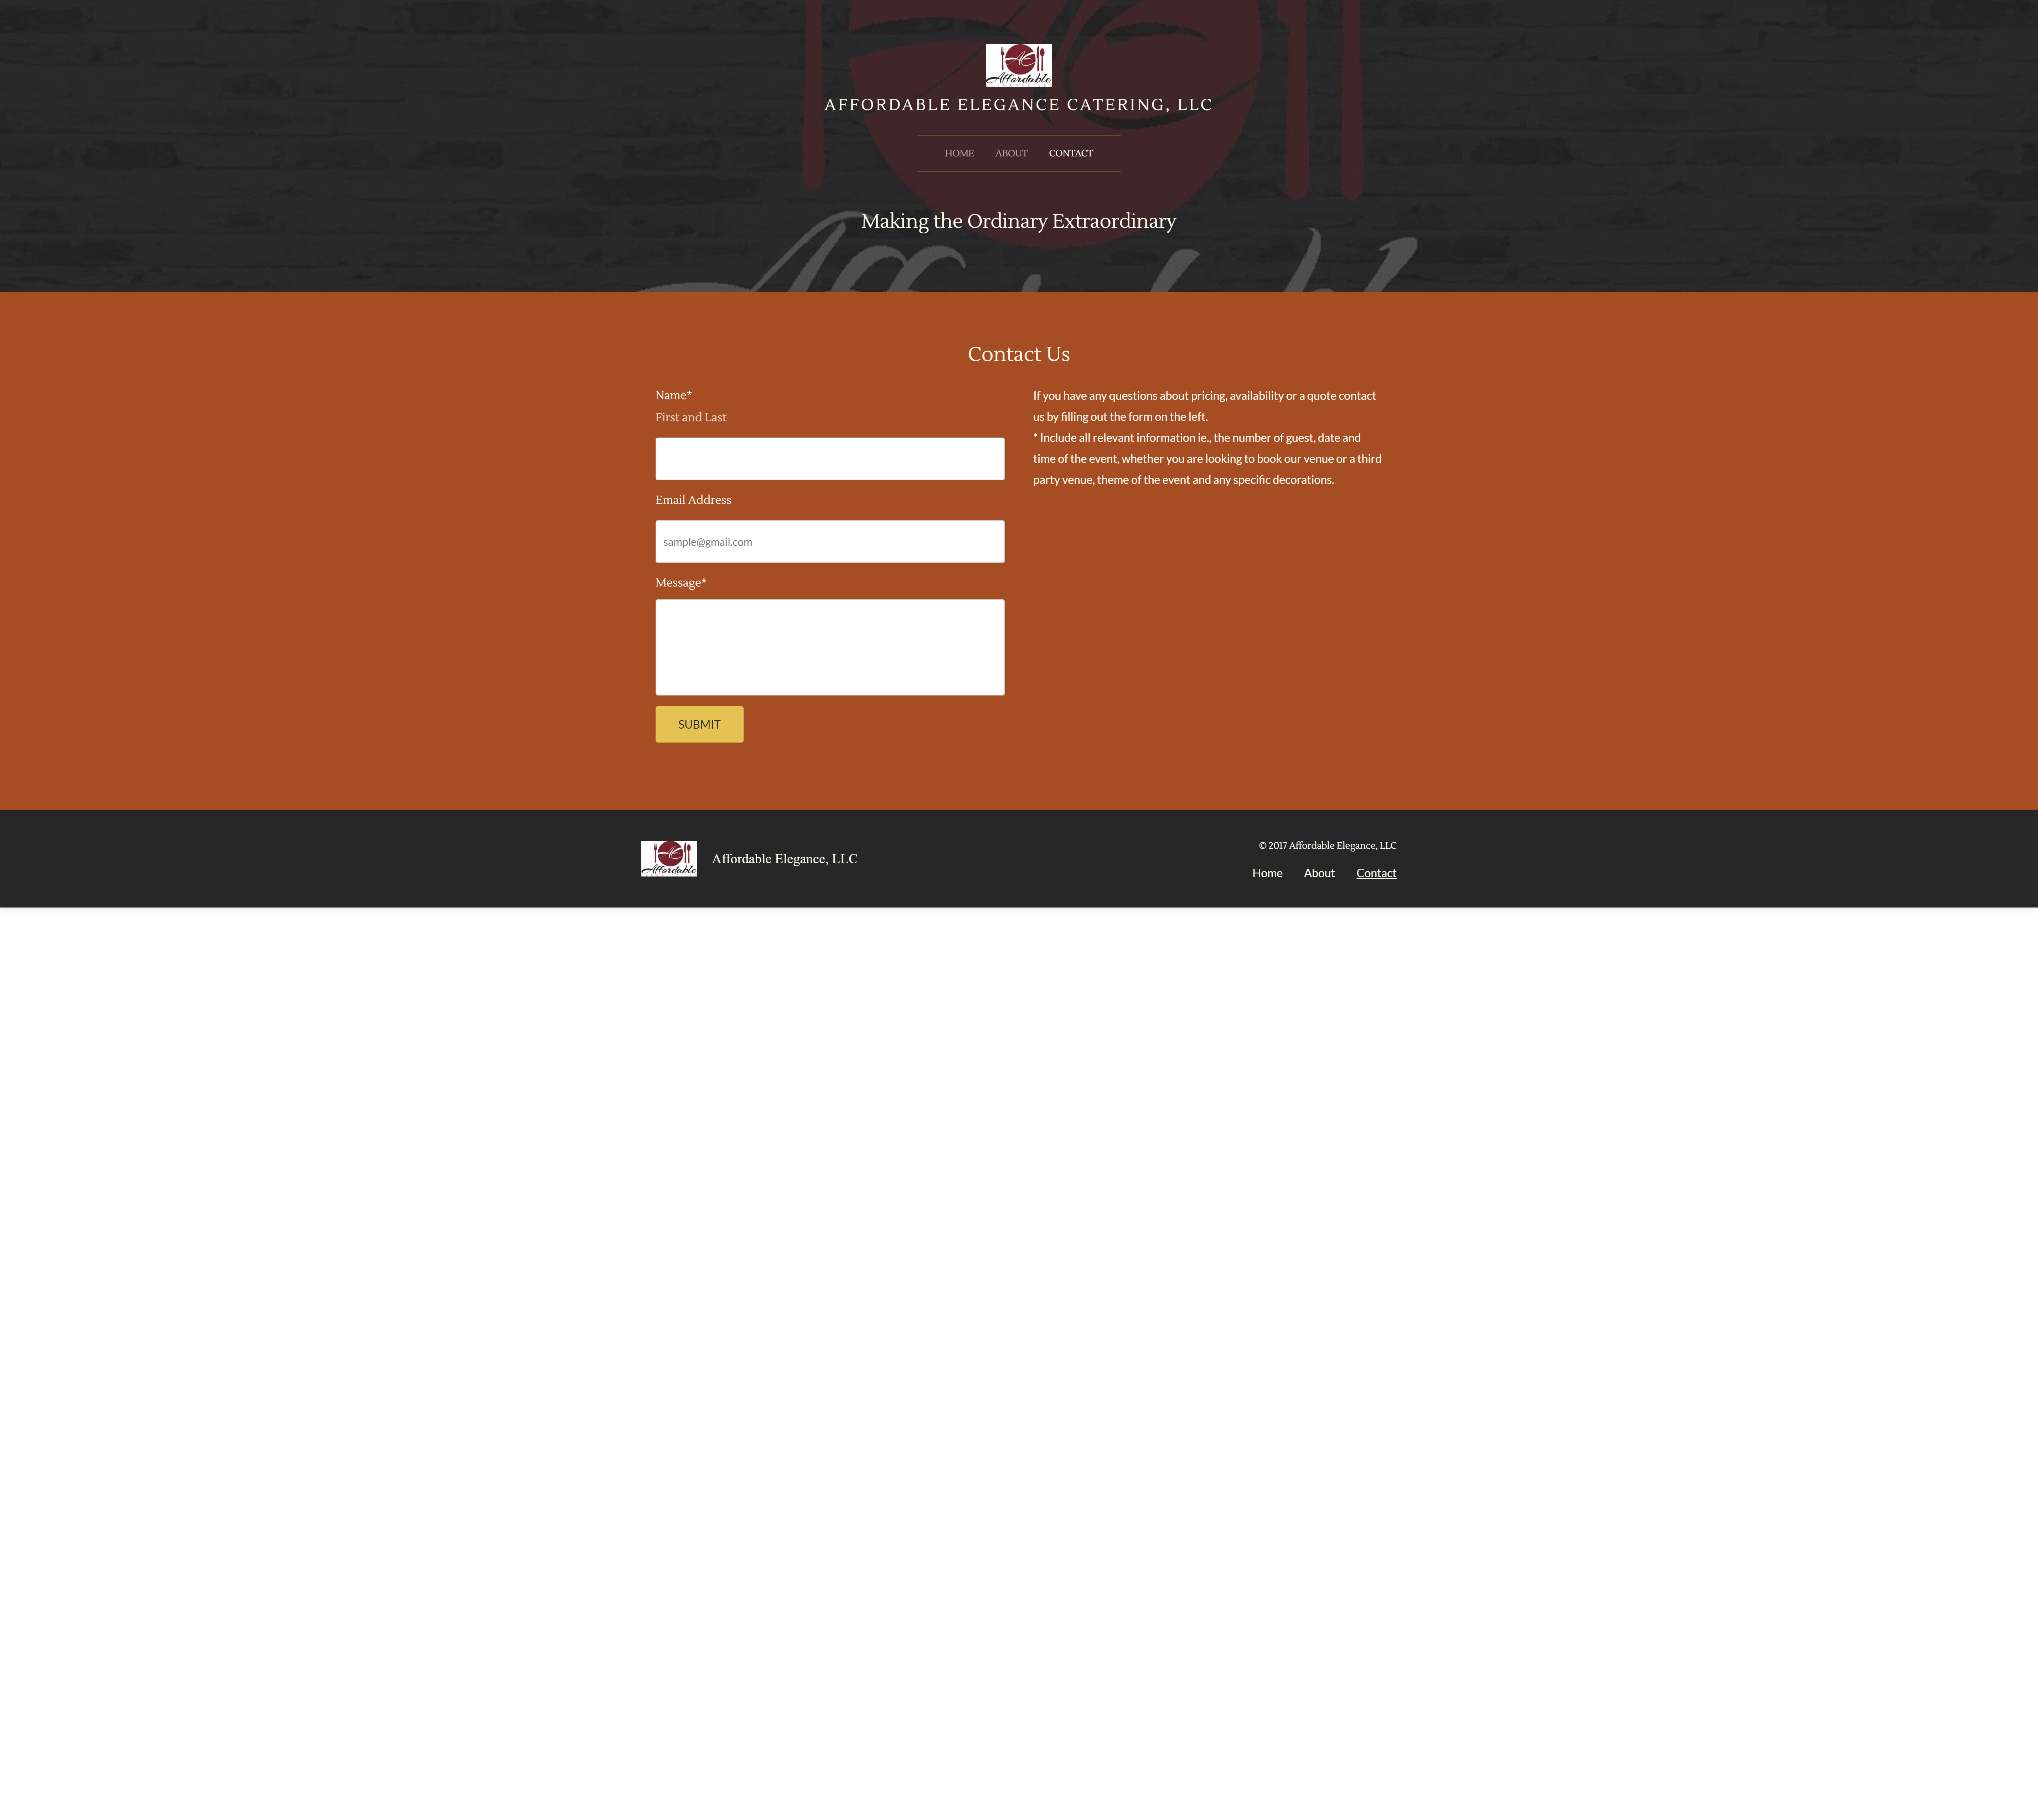 Affordable
AFFORDABLE ELEGANCE CATERING, LLC
HOME ABOUT CONTACT
Making the Ordinary Extraordinary
Contact Us
Name*
First and Last
Email Address
sample@gmail.com
Message*
SUBMIT
If you have any questions about pricing, availability or a quote contact
us by filling out the form on the left.
* Include all relevant information ie., the number of guest, date and
time of the event, whether you are looking to book our venue or a third
party venue, theme of the event and any specific decorations.
Affordable
Affordable Elegance, LLC
© 2017 Affordable Elegance, LLC
Home About Contact